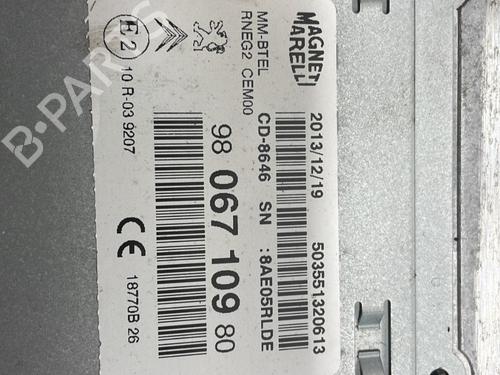 MAGNETI
MARELLI
MM-BTEL
RNEG2 CEM00
E2
10 R-03 9207
2013/12/19
503551320613
CD-8646 SN :8AE05RLDE
98 067 109 80
CE
18770B 26
B-PARTS